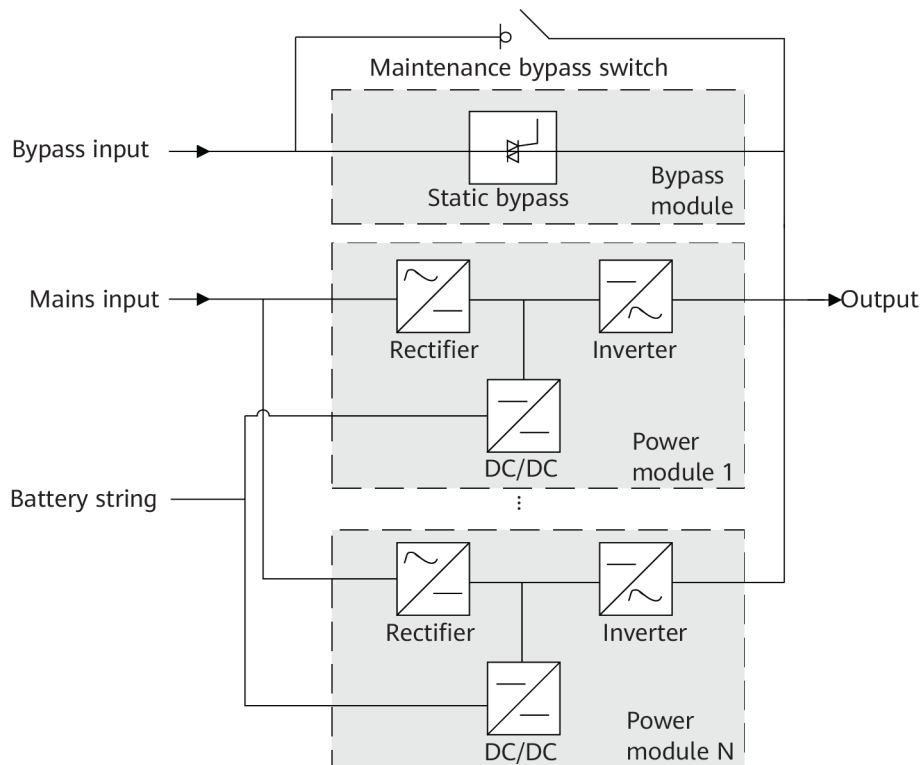 Maintenance bypass switch
Bypass input
Static bypass
Bypass
module
Mains input
Output
Rectifier
Inverter
DC/DC
Power
module 1
Battery string
⋮
Rectifier
Inverter
DC/DC
Power
module N